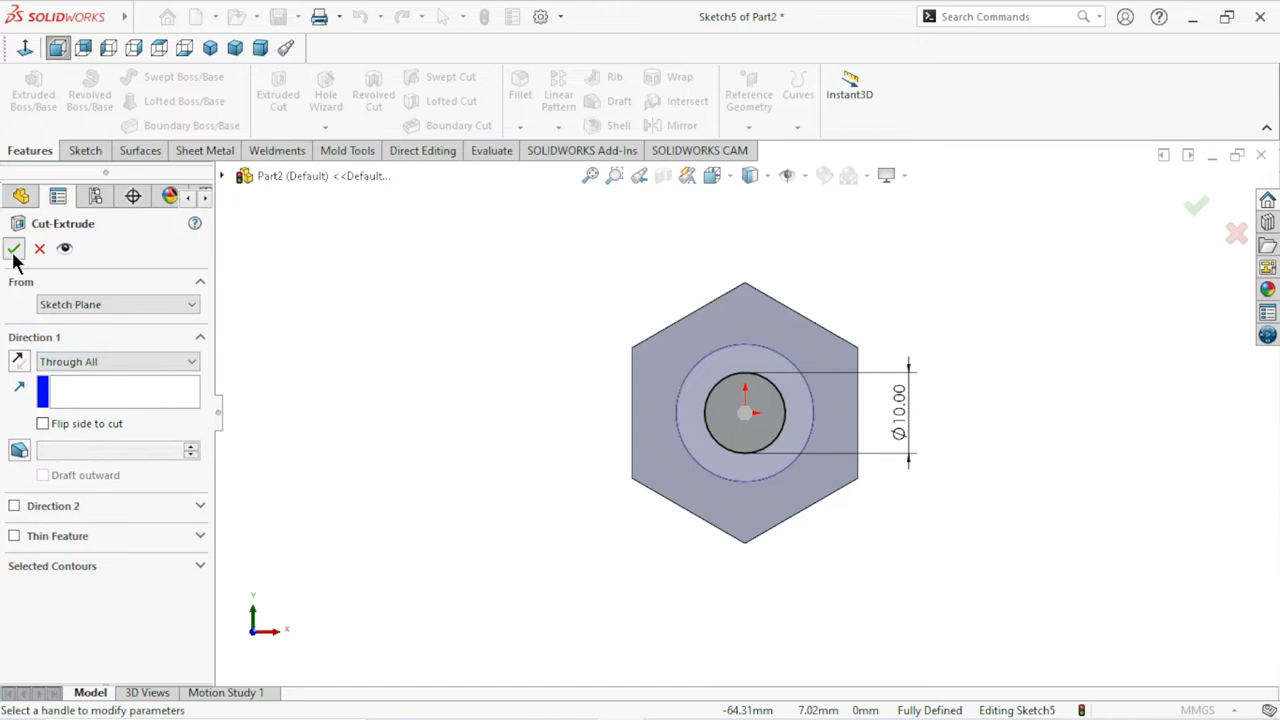 SOLIDWORKS
Sketch5 of Part2 *
Search Commands
Extruded Boss/Base
Revolved Boss/Base
Swept Boss/Base
Lofted Boss/Base
Boundary Boss/Base
Extruded Cut
Hole Wizard
Revolved Cut
Swept Cut
Lofted Cut
Boundary Cut
Fillet
Linear Pattern
Rib
Draft
Shell
Wrap
Intersect
Mirror
Reference Geometry
Curves
Instant3D
Features
Sketch
Surfaces
Sheet Metal
Weldments
Mold Tools
Direct Editing
Evaluate
SOLIDWORKS Add-Ins
SOLIDWORKS CAM
Part2 (Default) <<Default...
Cut-Extrude
From
Sketch Plane
Direction 1
Through All
Flip side to cut
Draft outward
Direction 2
Thin Feature
Selected Contours
Ø10.00
Y
X
Model
3D Views
Motion Study 1
Select a handle to modify parameters
-64.31mm
7.02mm
0mm
Fully Defined
Editing Sketch5
MMGS